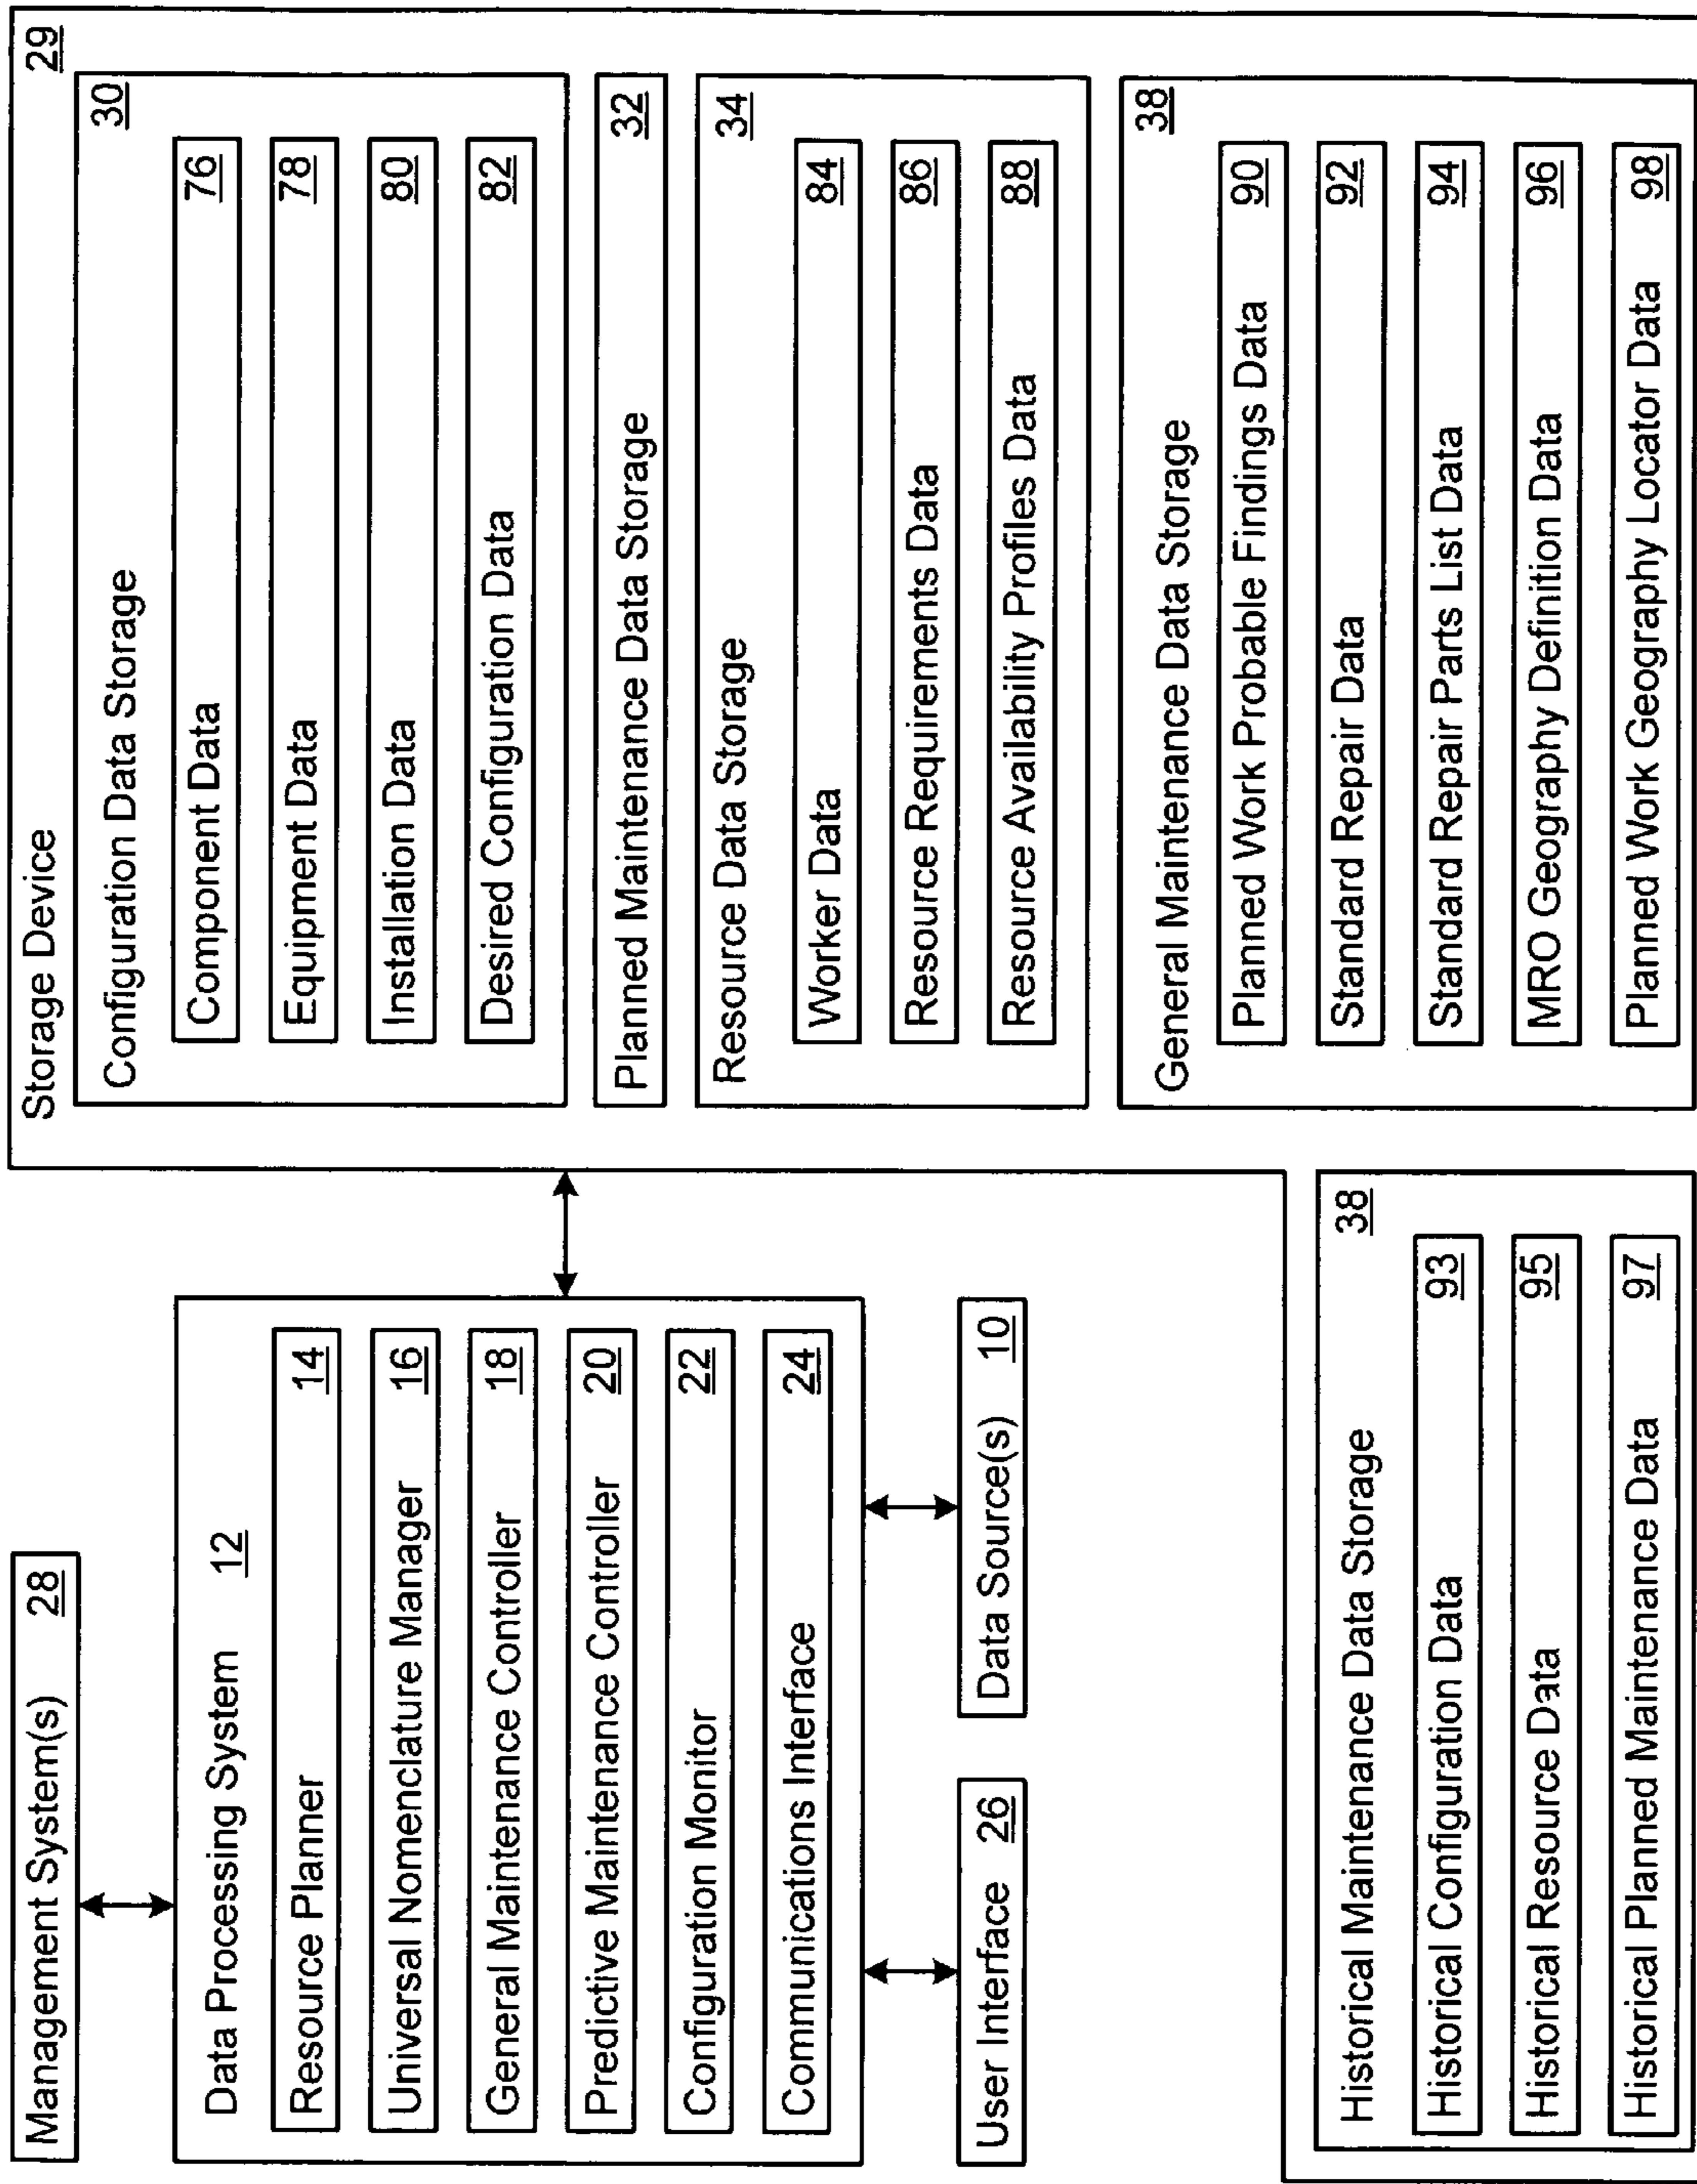 Management System(s) 28
Data Processing System 12
Resource Planner 14
Universal Nomenclature Manager 16
General Maintenance Controller 18
Predictive Maintenance Controller 20
Configuration Monitor 22
Communications Interface 24
User Interface 26
Data Source(s) 10
Storage Device 29
Configuration Data Storage 30
Component Data 76
Equipment Data 78
Installation Data 80
Desired Configuration Data 82
Planned Maintenance Data Storage 32
Resource Data Storage 34
Worker Data 84
Resource Requirements Data 86
Resource Availability Profiles Data 88
General Maintenance Data Storage 38
Planned Work Probable Findings Data 90
Standard Repair Data 92
Standard Repair Parts List Data 94
MRO Geography Definition Data 96
Planned Work Geography Locator Data 98
Historical Maintenance Data Storage 38
Historical Configuration Data 93
Historical Resource Data 95
Historical Planned Maintenance Data 97